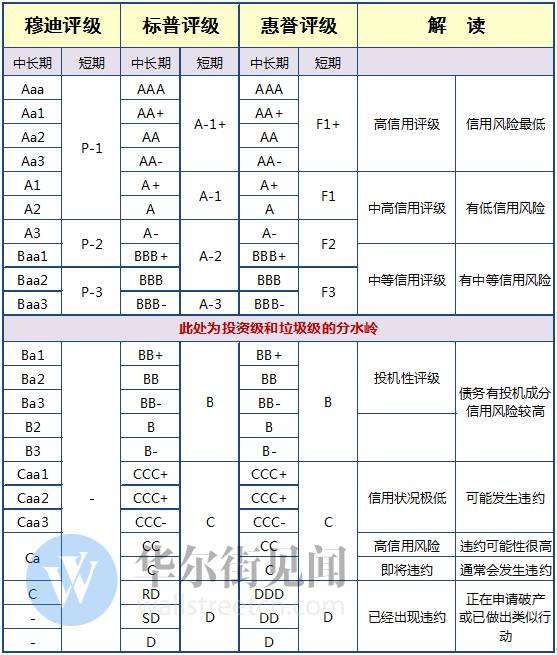 穆迪评级 标普评级 惠誉评级 解 读
中长期 短期 中长期 短期 中长期 短期
Aaa P-1 AAA A-1+ AAA F1+ 高信用评级 信用风险最低
Aa1 AA+ AA+
Aa2 AA AA
Aa3 AA- AA-
A1 A+ A-1 A+ F1 中高信用评级 有低信用风险
A2 A A
A3 P-2 A- A-2 A- F2
Baa1 BBB+ BBB+ 中等信用评级 有中等信用风险
Baa2 P-3 BBB BBB F3
Baa3 BBB- A-3 BBB-
此处为投资级和垃圾级的分水岭
Ba1 - BB+ B BB+ B 投机性评级 债务有投机成分
信用风险较高
Ba2 BB BB
Ba3 BB- BB-
B2 B B
B3 B- B-
Caa1 CCC+ C CCC+ C 信用状况极低 可能发生违约
Caa2 CCC+ CCC+
Caa3 CCC- CCC-
Ca CC CC 高信用风险 违约可能性很高
C C 即将违约 通常会发生违约
C RD D DDD D 已经出现违约 正在申请破产
或已做出类似行
动
- SD DD
- D D
华尔街见闻
wallstreetcn.com